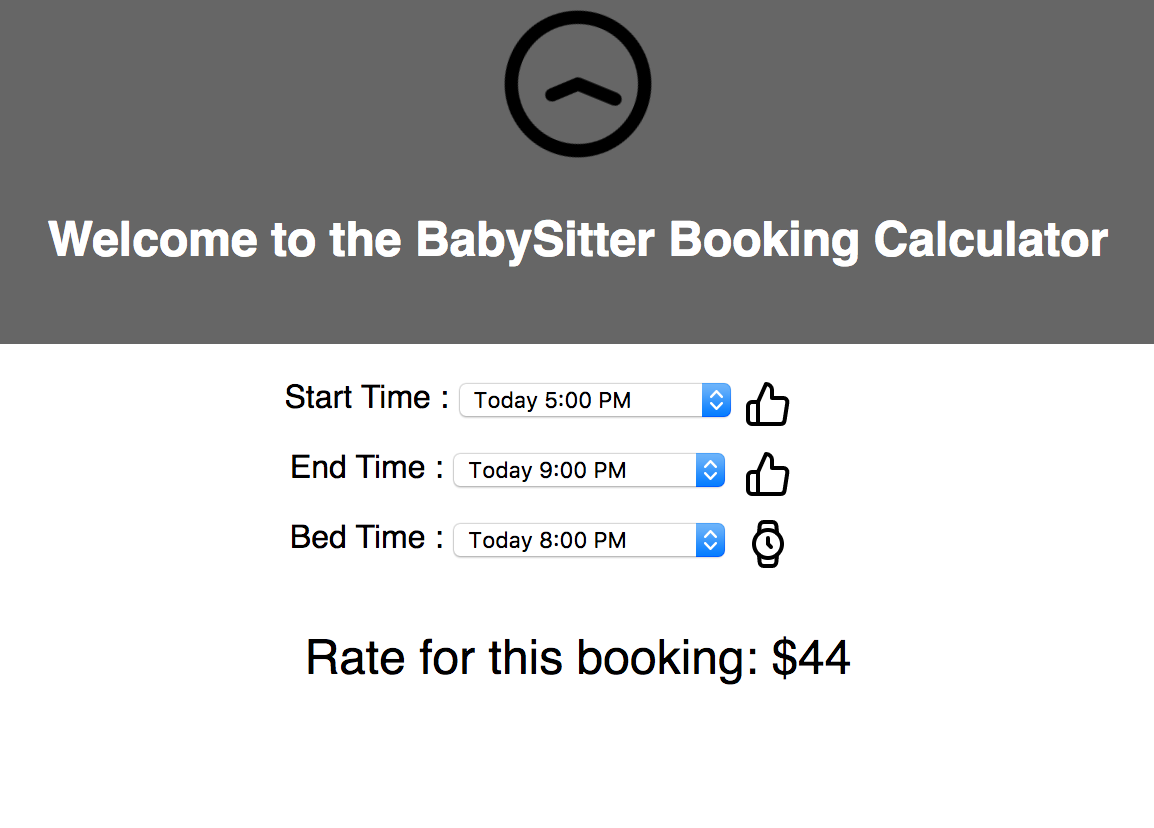 Welcome to the BabySitter Booking Calculator
Start Time : Today 5:00 PM
End Time : Today 9:00 PM
Bed Time : Today 8:00 PM
Rate for this booking: $44